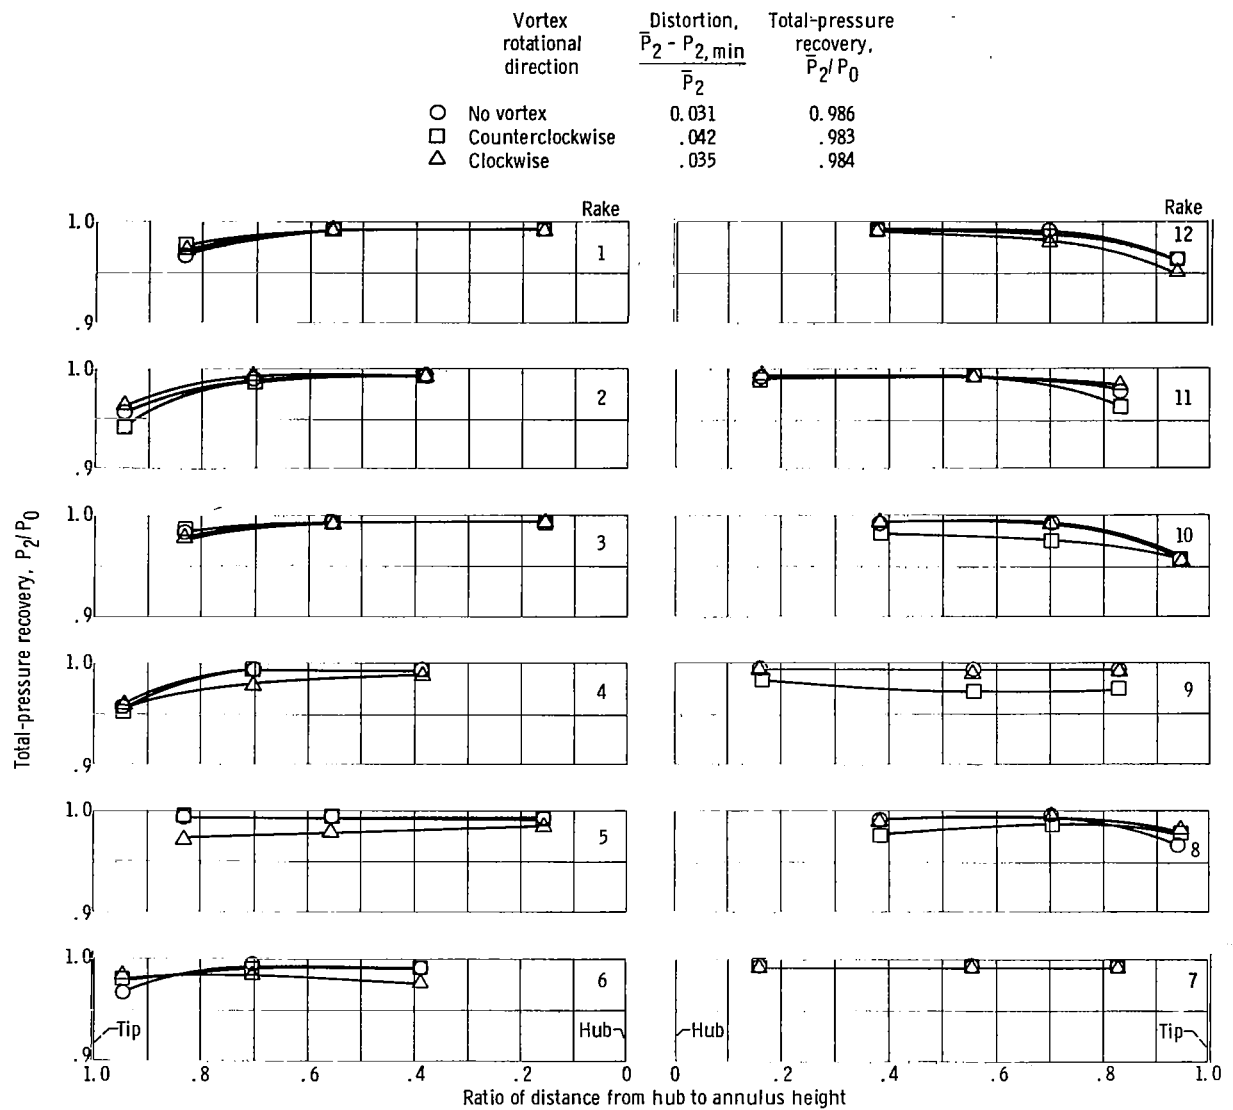 Vortex rotational direction
Distortion,
P̄2 - P2, min
P̄2
Total-pressure recovery,
P̄2/P0
No vortex 0.031 0.986
Counterclockwise .042 .983
Clockwise .035 .984
Rake
Rake
1.0
.9
1
12
1.0
.9
2
11
1.0
.9
3
10
1.0
.9
4
9
1.0
.9
5
8
1.0
.9
6
7
Tip
Hub
Hub
Tip
1.0 .8 .6 .4 .2 0
0 .2 .4 .6 .8 1.0
Total-pressure recovery, P2/P0
Ratio of distance from hub to annulus height